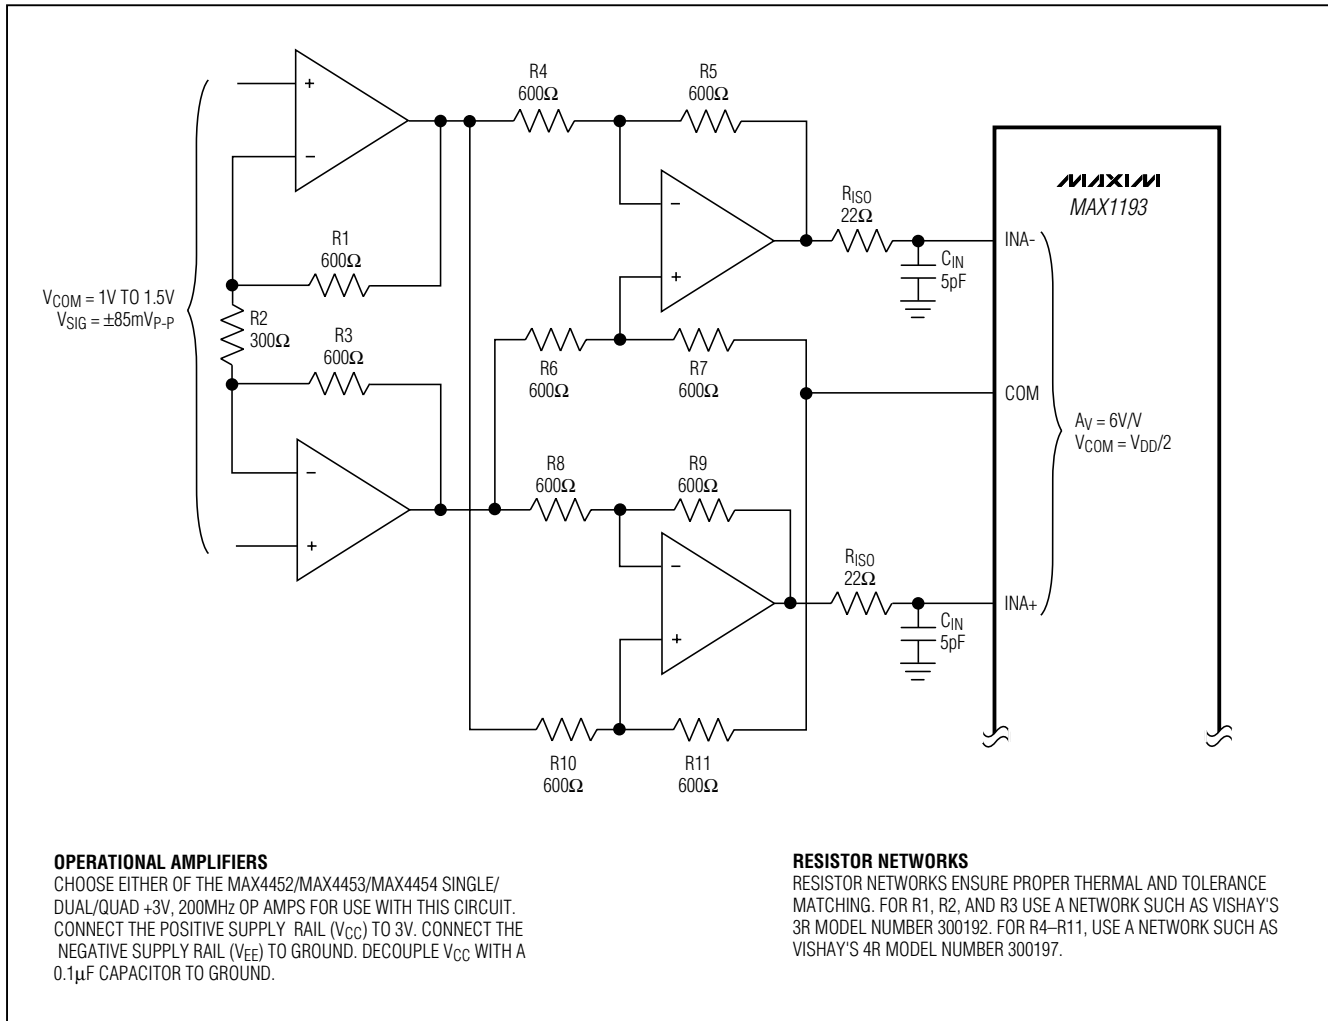 R4
600Ω
R5
600Ω
+
−
R1
600Ω
VCOM = 1V TO 1.5V
VSIG = ±85mVP-P
R2
300Ω
R3
600Ω
−
+
RISO
22Ω
MAXIM
MAX1193
INA-
CIN
5pF
−
+
R6
600Ω
R7
600Ω
COM
AV = 6V/V
VCOM = VDD/2
R8
600Ω
R9
600Ω
−
+
RISO
22Ω
INA+
CIN
5pF
R10
600Ω
R11
600Ω
OPERATIONAL AMPLIFIERS
CHOOSE EITHER OF THE MAX4452/MAX4453/MAX4454 SINGLE/
DUAL/QUAD +3V, 200MHz OP AMPS FOR USE WITH THIS CIRCUIT.
CONNECT THE POSITIVE SUPPLY RAIL (VCC) TO 3V. CONNECT THE
NEGATIVE SUPPLY RAIL (VEE) TO GROUND. DECOUPLE VCC WITH A
0.1µF CAPACITOR TO GROUND.
RESISTOR NETWORKS
RESISTOR NETWORKS ENSURE PROPER THERMAL AND TOLERANCE
MATCHING. FOR R1, R2, AND R3 USE A NETWORK SUCH AS VISHAY'S
3R MODEL NUMBER 300192. FOR R4–R11, USE A NETWORK SUCH AS
VISHAY'S 4R MODEL NUMBER 300197.